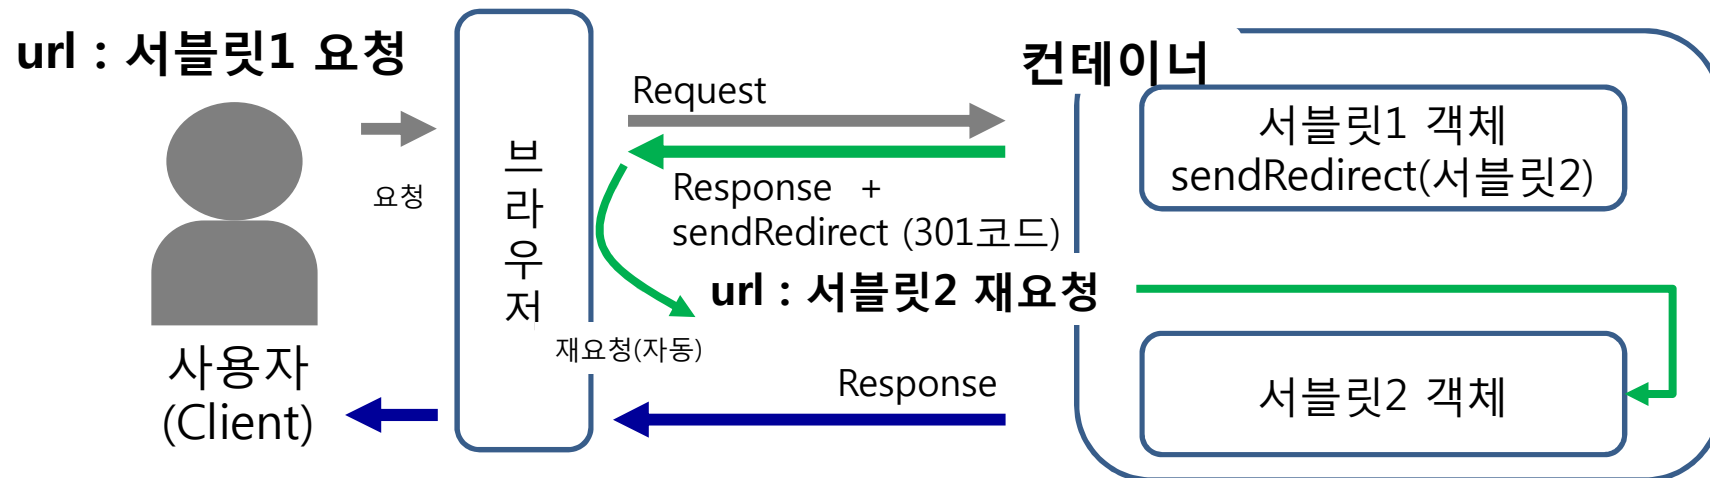 url : 서블릿1 요청
컨테이너
Request
요청
브라우저
서블릿1 객체
sendRedirect(서블릿2)
Response +
sendRedirect (301코드)
url : 서블릿2 재요청
재요청(자동)
사용자
(Client)
Response
서블릿2 객체